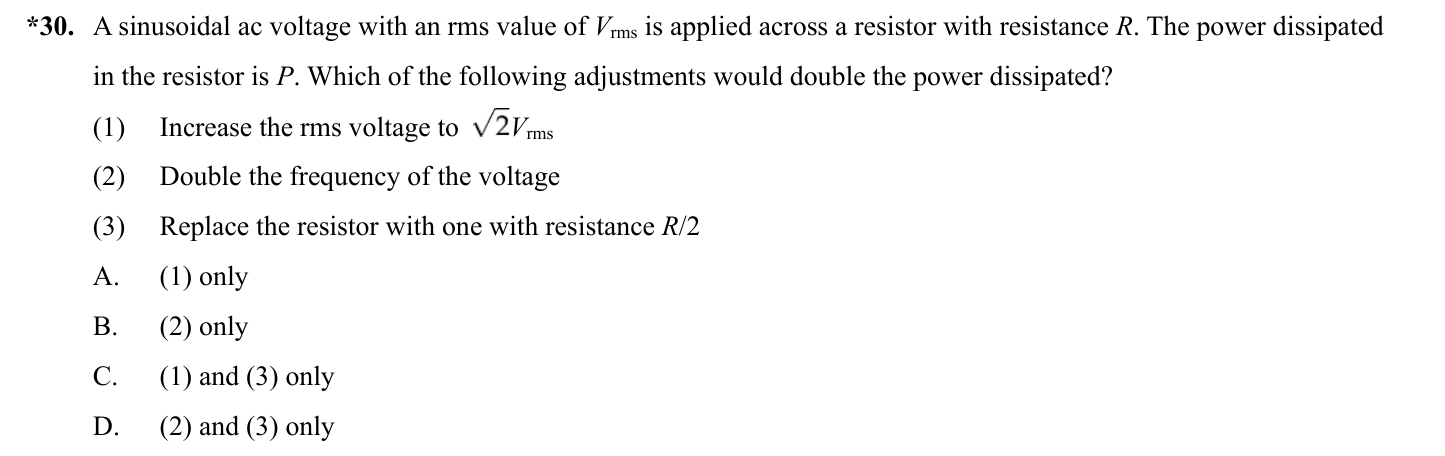 *30. A sinusoidal ac voltage with an rms value of Vrms is applied across a resistor with resistance R. The power dissipated
in the resistor is P. Which of the following adjustments would double the power dissipated?
(1) Increase the rms voltage to √2Vrms
(2) Double the frequency of the voltage
(3) Replace the resistor with one with resistance R/2
A. (1) only
B. (2) only
C. (1) and (3) only
D. (2) and (3) only